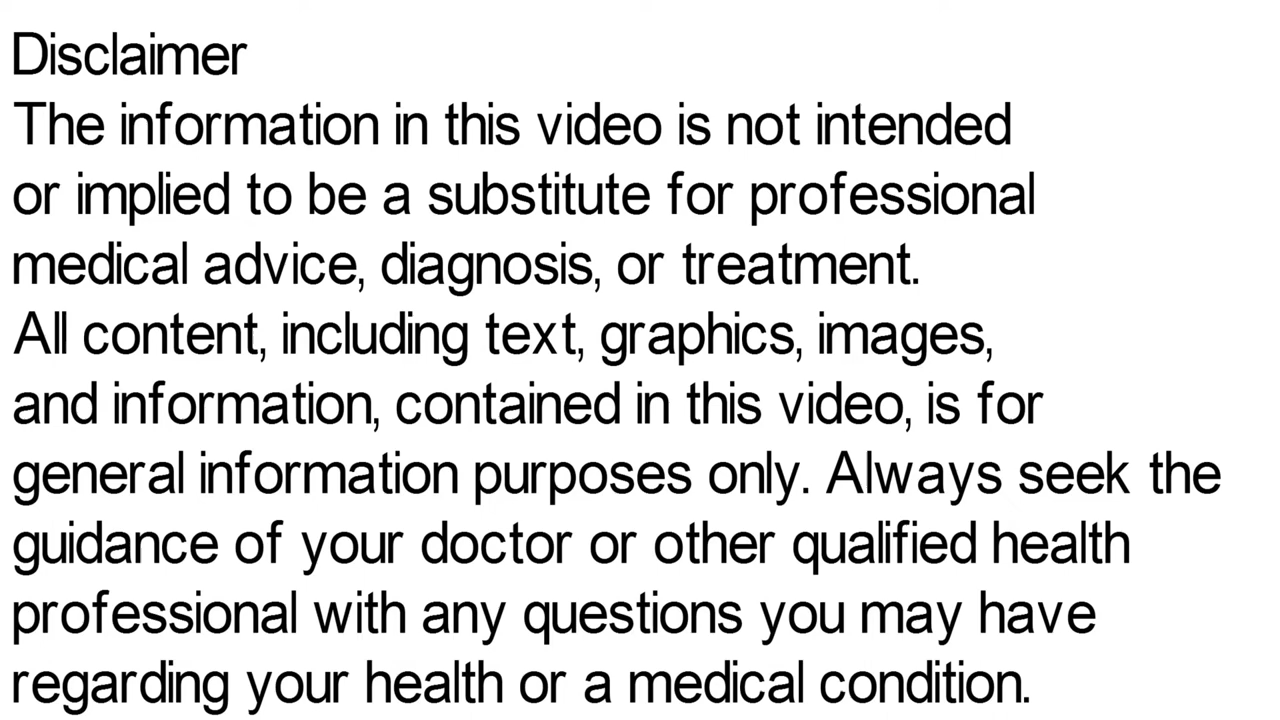 Disclaimer
The information in this video is not intended
or implied to be a substitute for professional
medical advice, diagnosis, or treatment.
All content, including text, graphics, images,
and information, contained in this video, is for
general information purposes only. Always seek the
guidance of your doctor or other qualified health
professional with any questions you may have
regarding your health or a medical condition.